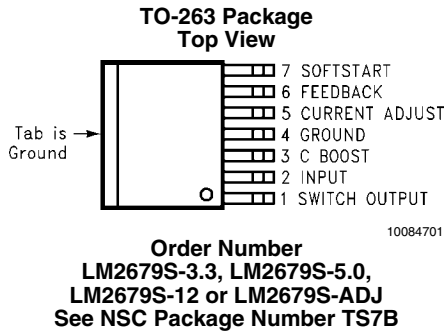 TO-263 Package
Top View
7 SOFTSTART
6 FEEDBACK
5 CURRENT ADJUST
4 GROUND
3 C BOOST
2 INPUT
1 SWITCH OUTPUT
Tab is
Ground
10084701
Order Number
LM2679S-3.3, LM2679S-5.0,
LM2679S-12 or LM2679S-ADJ
See NSC Package Number TS7B